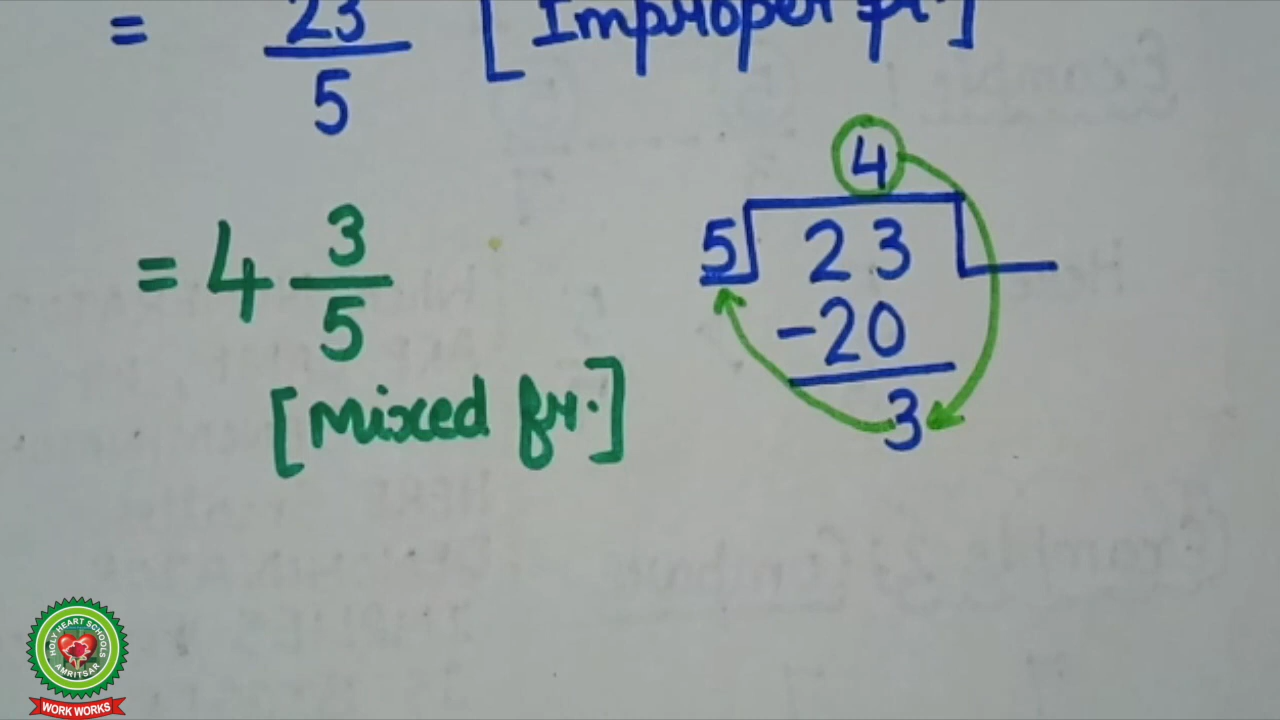 = 23/5 [Improper fr.]
= 4 3/5
[Mixed fr.]
4
5 23
-20
3
HOLY HEART SCHOOLS
AMRITSAR
WORK WORKS